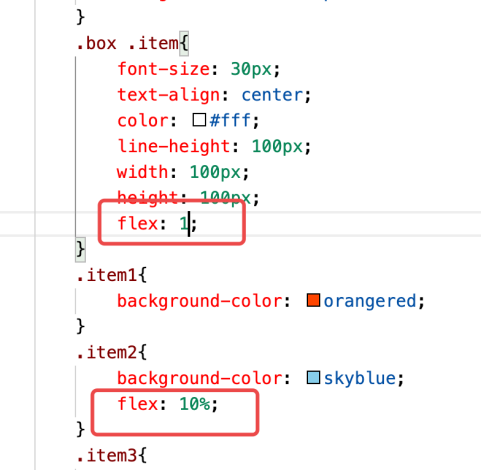 }
.box .item{
font-size: 30px;
text-align: center;
color: #fff;
line-height: 100px;
width: 100px;
height: 100px;
flex: 1;
}
.item1{
background-color: orangered;
}
.item2{
background-color: skyblue;
flex: 10%;
}
.item3{